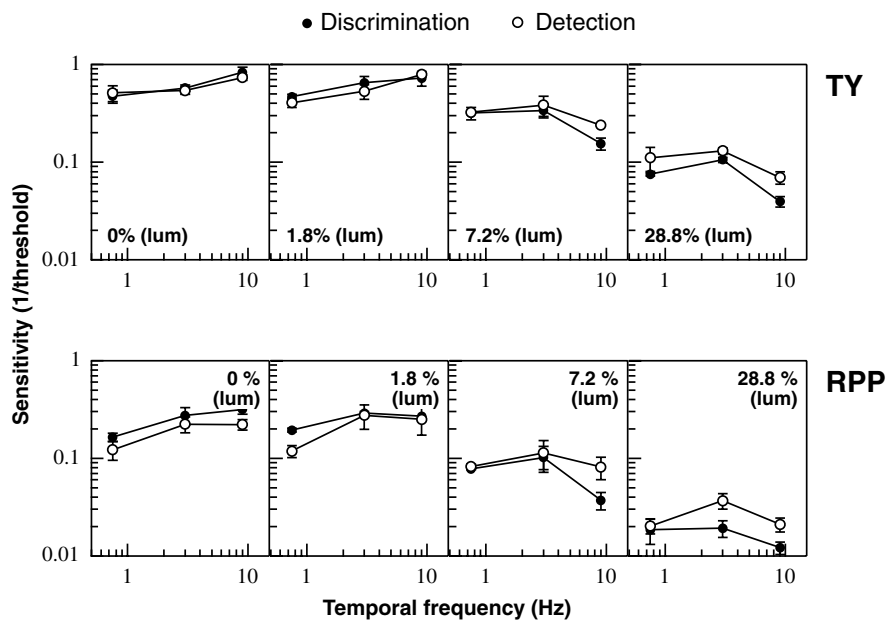 Discrimination Detection
TY
1
0.1
0.01
0% (lum) 1.8% (lum) 7.2% (lum) 28.8% (lum)
1 10 1 10 1 10 1 10
Sensitivity (1/threshold)
RPP
1
0.1
0.01
0 % (lum)
1.8 % (lum)
7.2 % (lum)
28.8 % (lum)
1 10 1 10 1 10 1 10
Temporal frequency (Hz)